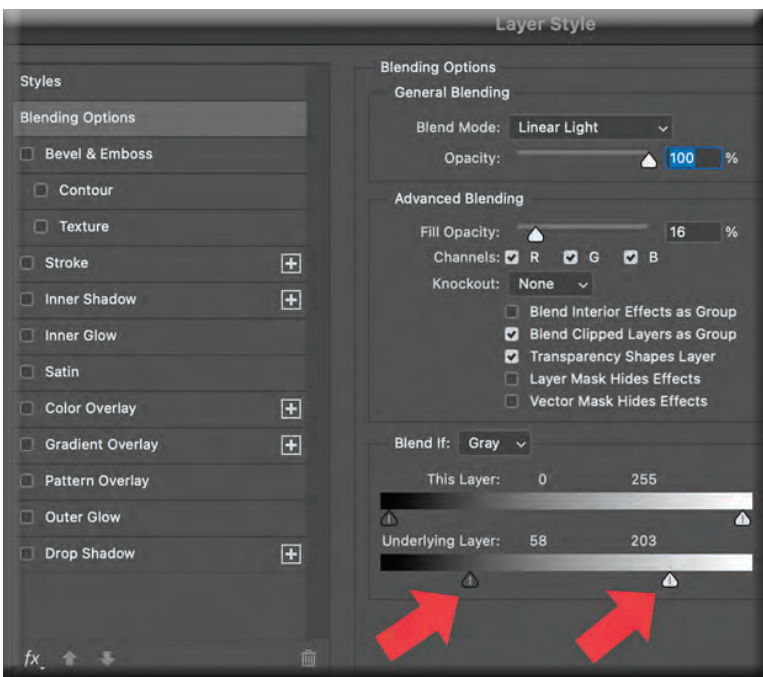 Layer Style
Styles
Blending Options
Bevel & Emboss
Contour
Texture
Stroke
Inner Shadow
Inner Glow
Satin
Color Overlay
Gradient Overlay
Pattern Overlay
Outer Glow
Drop Shadow
fx
Blending Options
General Blending
Blend Mode: Linear Light
Opacity: 100 %
Advanced Blending
Fill Opacity: 16 %
Channels: R G B
Knockout: None
Blend Interior Effects as Group
Blend Clipped Layers as Group
Transparency Shapes Layer
Layer Mask Hides Effects
Vector Mask Hides Effects
Blend If: Gray
This Layer: 0 255
Underlying Layer: 58 203